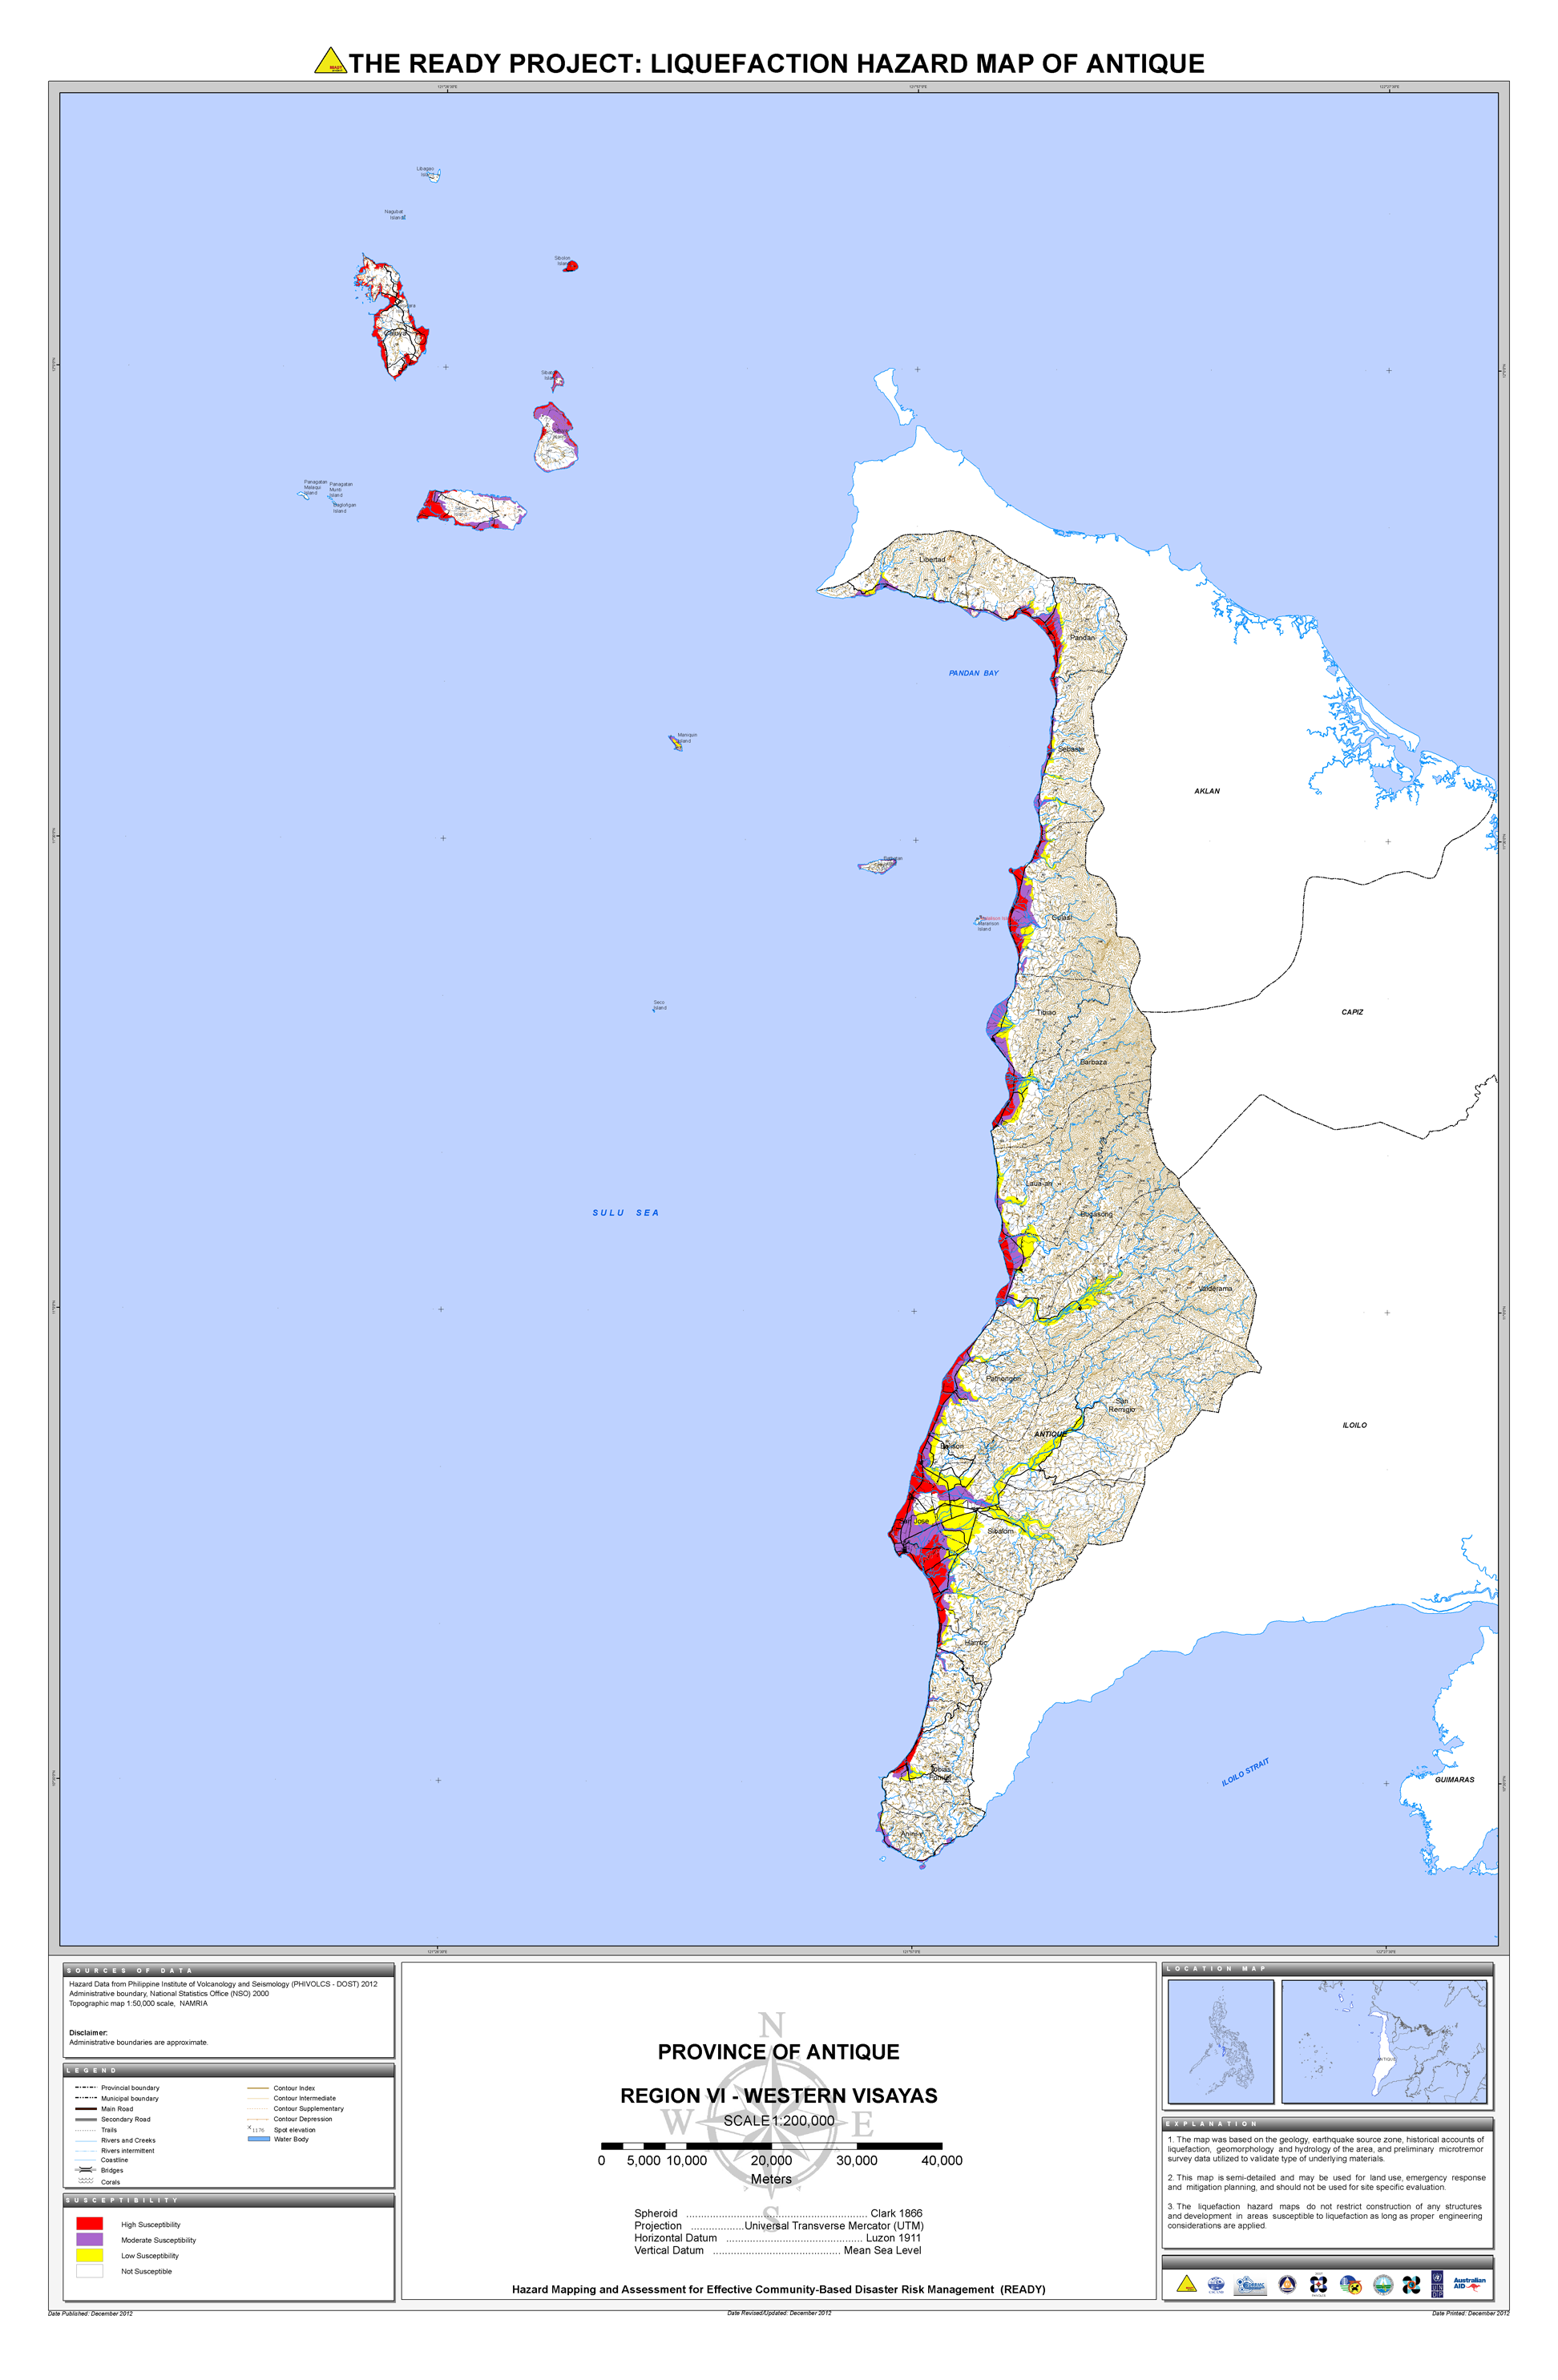 THE READY PROJECT: LIQUEFACTION HAZARD MAP OF ANTIQUE
Libagao
Island
Nagubat
Island
Sibolon
Island
Caluya
Panagatan
Malaqui
Island
Panagatan
Muniti
Island
Baglongan
Island
Libertad
Pandan
PANDAN BAY
Maniquin
Island
Sebaste
AKLAN
Mararison
Island
Culasi
Seco
Island
Tibiao
CAPIZ
Barbaza
Laua-an
SULU SEA
Bugasong
Valderama
Patnongon
San
Remigio
ILOILO
ANTIQUE
Belison
San Jose
Sibalom
Hamtic
Tobias
Fornier
ILOILO STRAIT
GUIMARAS
Anini-y
SOURCES OF DATA
Hazard Data from Philippine Institute of Volcanology and Seismology (PHIVOLCS - DOST) 2012
Administrative boundary, National Statistics Office (NSO) 2000
Topographic map 1:50,000 scale, NAMRIA
Disclaimer:
Administrative boundaries are approximate.
LEGEND
Provincial boundary
Municipal boundary
Main Road
Secondary Road
Trails
Rivers and Creeks
Rivers intermittent
Coastline
Bridges
Corals
Contour Index
Contour Intermediate
Contour Supplementary
Contour Depression
1176 Spot elevation
Water Body
SUSCEPTIBILITY
High Susceptibility
Moderate Susceptibility
Low Susceptibility
Not Susceptible
N
PROVINCE OF ANTIQUE
REGION VI - WESTERN VISAYAS
W
E
SCALE 1:200,000
0 5,000 10,000 20,000 30,000 40,000
Meters
S
Spheroid ........ Clark 1866
Projection ........ Universal Transverse Mercator (UTM)
Horizontal Datum ........ Luzon 1911
Vertical Datum ........ Mean Sea Level
Hazard Mapping and Assessment for Effective Community-Based Disaster Risk Management (READY)
LOCATION MAP
ANTIQUE
EXPLANATION
1. The map was based on the geology, earthquake source zone, historical accounts of
liquefaction, geomorphology and hydrology of the area, and preliminary microtremor
survey data utilized to validate type of underlying materials.
2. This map is semi-detailed and may be used for land use, emergency response
and mitigation planning, and should not be used for site specific evaluation.
3. The liquefaction hazard maps do not restrict construction of any structures
and development in areas susceptible to liquefaction as long as proper engineering
considerations are applied.
Australian
AID
Date Published: December 2012
Date Revised/Updated: December 2012
Date Printed: December 2012